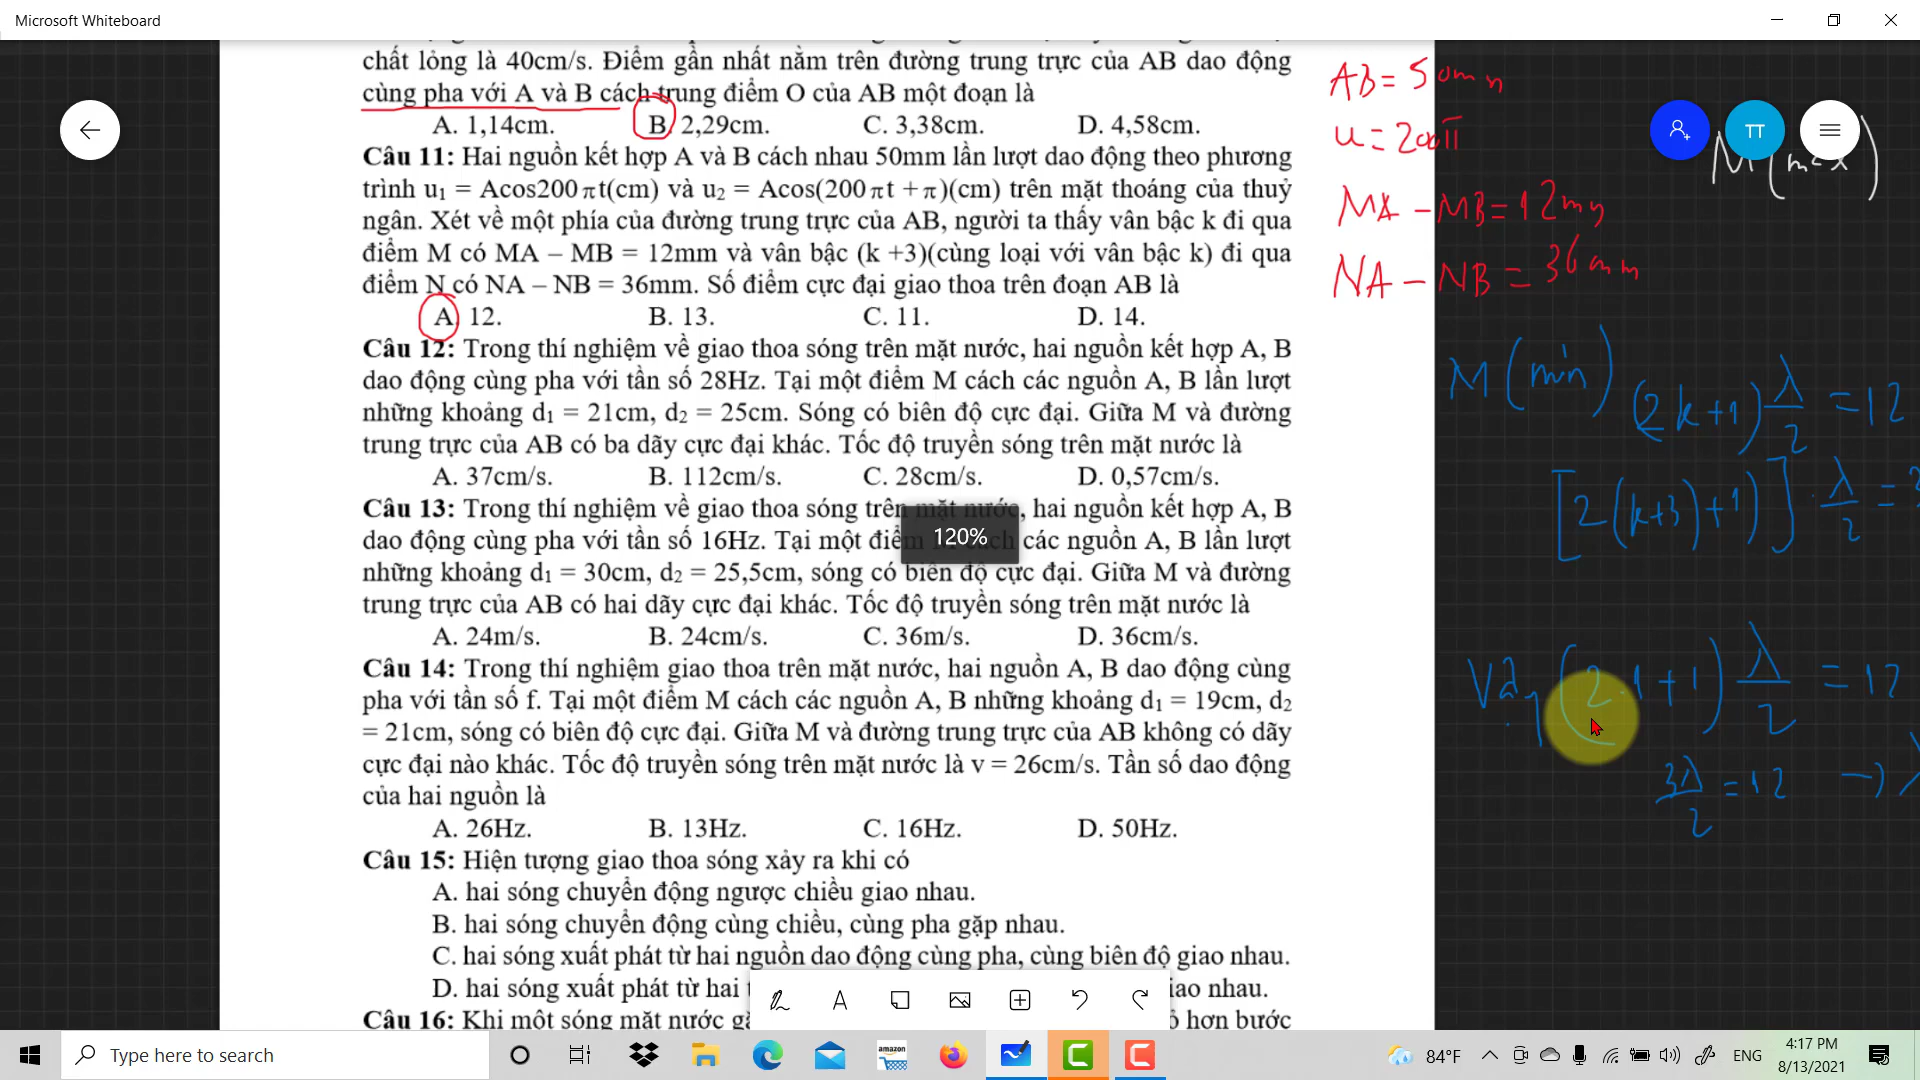 Microsoft Whiteboard
chất lỏng là 40cm/s. Điểm gần nhất nằm trên đường trung trực của AB dao động
cùng pha với A và B cách trung điểm O của AB một đoạn là
A. 1,14cm. B. 2,29cm. C. 3,38cm. D. 4,58cm.
Câu 11: Hai nguồn kết hợp A và B cách nhau 50mm lần lượt dao động theo phương
trình u₁ = Acos200πt(cm) và u₂ = Acos(200πt +π)(cm) trên mặt thoáng của thuỷ
ngân. Xét về một phía của đường trung trực của AB, người ta thấy vân bậc k đi qua
điểm M có MA – MB = 12mm và vân bậc (k +3)(cùng loại với vân bậc k) đi qua
điểm N có NA – NB = 36mm. Số điểm cực đại giao thoa trên đoạn AB là
A. 12. B. 13. C. 11. D. 14.
Câu 12: Trong thí nghiệm về giao thoa sóng trên mặt nước, hai nguồn kết hợp A, B
dao động cùng pha với tần số 28Hz. Tại một điểm M cách các nguồn A, B lần lượt
những khoảng d₁ = 21cm, d₂ = 25cm. Sóng có biên độ cực đại. Giữa M và đường
trung trực của AB có ba dãy cực đại khác. Tốc độ truyền sóng trên mặt nước là
A. 37cm/s. B. 112cm/s. C. 28cm/s. D. 0,57cm/s.
Câu 13: Trong thí nghiệm về giao thoa sóng trên mặt nước, hai nguồn kết hợp A, B
dao động cùng pha với tần số 16Hz. Tại một điểm các nguồn A, B lần lượt
120%
những khoảng d₁ = 30cm, d₂ = 25,5cm, sóng có biên độ cực đại. Giữa M và đường
trung trực của AB có hai dãy cực đại khác. Tốc độ truyền sóng trên mặt nước là
A. 24m/s. B. 24cm/s. C. 36m/s. D. 36cm/s.
Câu 14: Trong thí nghiệm giao thoa trên mặt nước, hai nguồn A, B dao động cùng
pha với tần số f. Tại một điểm M cách các nguồn A, B những khoảng d₁ = 19cm, d₂
= 21cm, sóng có biên độ cực đại. Giữa M và đường trung trực của AB không có dãy
cực đại nào khác. Tốc độ truyền sóng trên mặt nước là v = 26cm/s. Tần số dao động
của hai nguồn là
A. 26Hz. B. 13Hz. C. 16Hz. D. 50Hz.
Câu 15: Hiện tượng giao thoa sóng xảy ra khi có
A. hai sóng chuyển động ngược chiều giao nhau.
B. hai sóng chuyển động cùng chiều, cùng pha gặp nhau.
C. hai sóng xuất phát từ hai nguồn dao động cùng pha, cùng biên độ giao nhau.
D. hai sóng xuất phát từ hai giao nhau.
Câu 16: Khi một sóng mặt nước hơn bước
AB = 50mm
u = 200π
MA – MB = 12mm
NA – NB = 36mm
TT
M (max)
M (min)
(2k+1) λ/2 = 12
[2(k+3)+1)] . λ/2 =
Vậy (2.1+1) λ/2 = 12
3λ/2 = 12 →
Type here to search
amazon
84°F
ENG
4:17 PM
8/13/2021